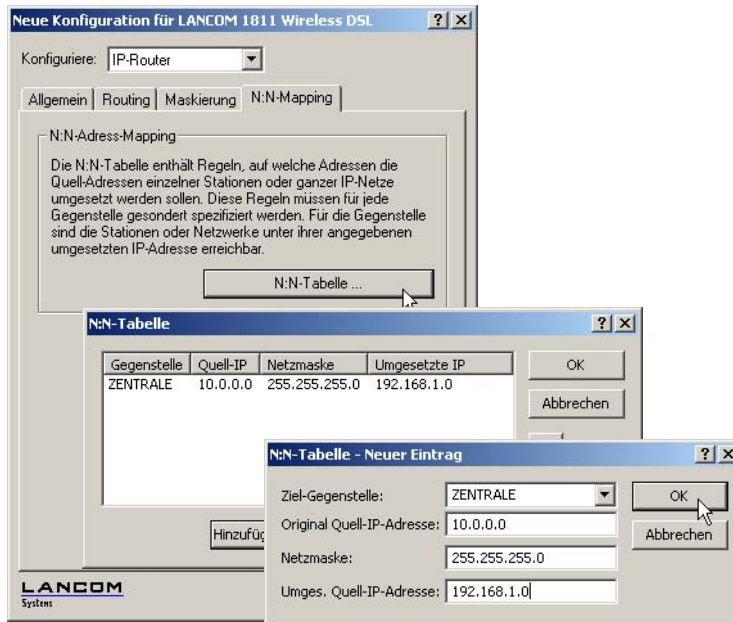 Neue Konfiguration für LANCOM 1811 Wireless DSL
Konfiguriere: IP-Router
Allgemein Routing Maskierung N:N-Mapping
N:N-Adress-Mapping
Die N:N-Tabelle enthält Regeln, auf welche Adressen die
Quell-Adressen einzelner Stationen oder ganzer IP-Netze
umgesetzt werden sollen. Diese Regeln müssen für jede
Gegenstelle gesondert spezifiziert werden. Für die Gegenstelle
sind die Stationen oder Netzwerke unter ihrer angegebenen
umgesetzten IP-Adresse erreichbar.
N:N-Tabelle ...
N:N-Tabelle
Gegenstelle Quell-IP Netzmaske Umgesetzte IP
ZENTRALE 10.0.0.0 255.255.255.0 192.168.1.0
OK
Abbrechen
Hinzufüg
N:N-Tabelle - Neuer Eintrag
Ziel-Gegenstelle: ZENTRALE
Original Quell-IP-Adresse: 10.0.0.0
Netzmaske: 255.255.255.0
Umges. Quell-IP-Adresse: 192.168.1.0
OK
Abbrechen
LANCOM
Systems